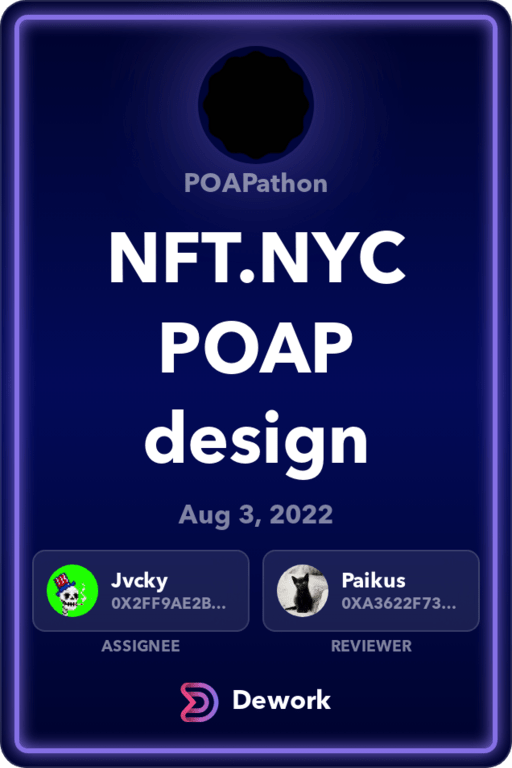 POAPathon
NFT.NYC
POAP
design
Aug 3, 2022
Jvcky
0X2FF9AE2B...
ASSIGNEE
Paikus
0XA3622F73...
REVIEWER
Dework